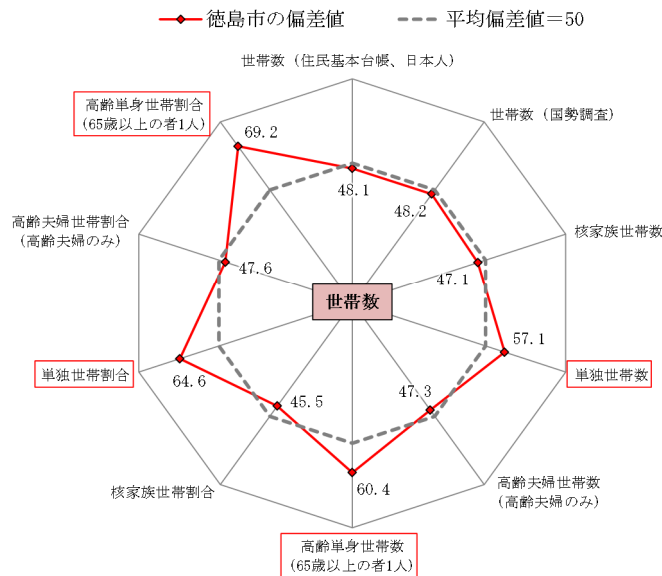 徳島市の偏差値
平均偏差値＝50
世帯数（住民基本台帳、日本人）
48.1
世帯数（国勢調査）
48.2
核家族世帯数
47.1
単独世帯数
57.1
高齢夫婦世帯数
(高齢夫婦のみ)
47.3
高齢単身世帯数
(65歳以上の者1人)
60.4
核家族世帯割合
45.5
単独世帯割合
64.6
高齢夫婦世帯割合
(高齢夫婦のみ)
47.6
高齢単身世帯割合
(65歳以上の者1人)
69.2
世帯数